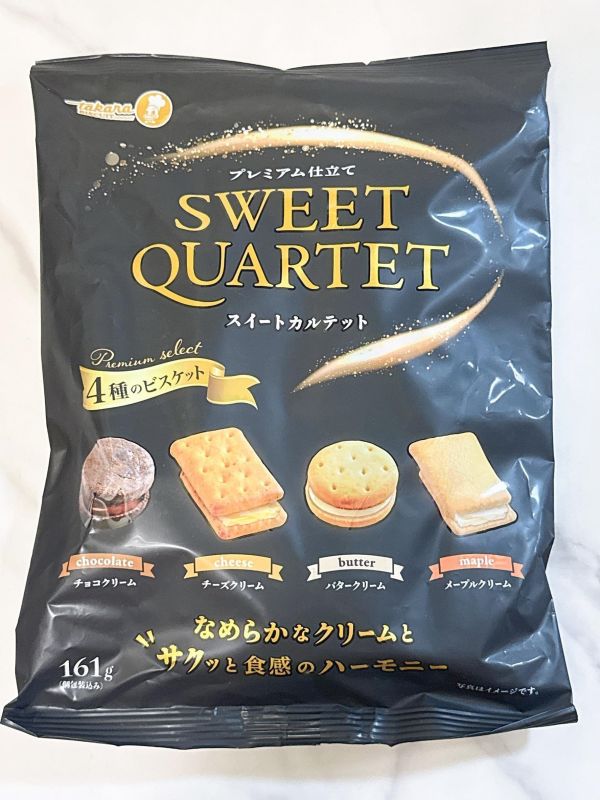 takara
プレミアム仕立て
SWEET
QUARTET
スイートカルテット
Premium select
4種のビスケット
chocolate
チョコクリーム
cheese
チーズクリーム
butter
バタークリーム
maple
メープルクリーム
なめらかなクリームと
サクッと食感のハーモニー
161g
(個包装込み)
写真はイメージです。